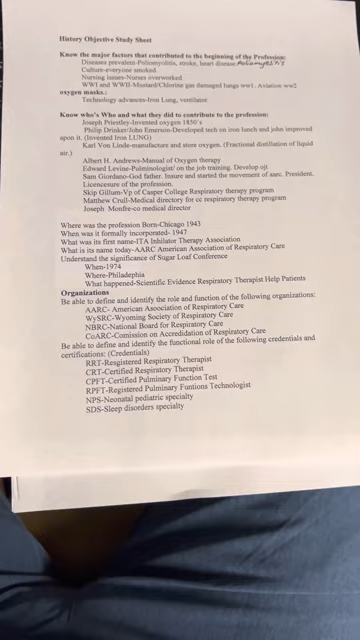 History Objective Study Sheet
Know the major factors that contributed to the beginning of the Profession:
Diseases prevalent-Poliomyolitis, stroke, heart disease Poliomyelitis
Culture-everyone smoked
Nursing issues-Nurses overworked
WWI and WWII-Mustard/Chlorine gas damaged lungs ww1. Aviation ww2
oxygen masks.:
Technology advances-Iron Lung, ventilator
Know who's Who and what they did to contribute to the profession:
Joseph Priestley-Invented oxygen 1850's
Philip Drinker/John Emerson-Developed tech on iron lunch and john improved
apon it. (Invented Iron LUNG)
Karl Von Linde-manufacture and store oxygen. (Fractional distillation of liquid
air.)
Albert H. Andrews-Manual of Oxygen therapy
Edward Levine-Pulminologist/ on the job training. Develop ojt
Sam Giordano-God father. Insure and started the movement of aarc. President.
Licencesure of the profession.
Skip Gillum-Vp of Casper College Respiratory therapy program
Matthew Crull-Medical directory for cc respiratory therapy program
Joseph Monfre-co medical director
Where was the profession Born-Chicago 1943
When was it formally incorporated- 1947
What was its first name-ITA Inhilator Therapy Association
What is its name today-AARC American Association of Respiratory Care
Understand the significance of Sugar Loaf Conference
When-1974
Where-Philadephia
What happened-Scientific Evidence Respiratory Therapist Help Patients
Organizations
Be able to define and identify the role and function of the following organizations:
AARC- American Association of Respiratory Care
WySRC-Wyoming Society of Respiratory Care
NBRC-National Board for Respiratory Care
CoARC-Comission on Accredidation of Respiratory Care
Be able to define and identify the functional role of the following credentials and
certifications: (Credentials)
RRT-Resgistered Respiratory Therapist
CRT-Certified Respiratory Therapist
CPFT-Certified Pulminary Function Test
RPFT-Registered Pulminary Funtions Technologist
NPS-Neonatal pediatric specialty
SDS-Sleep disorders specialty